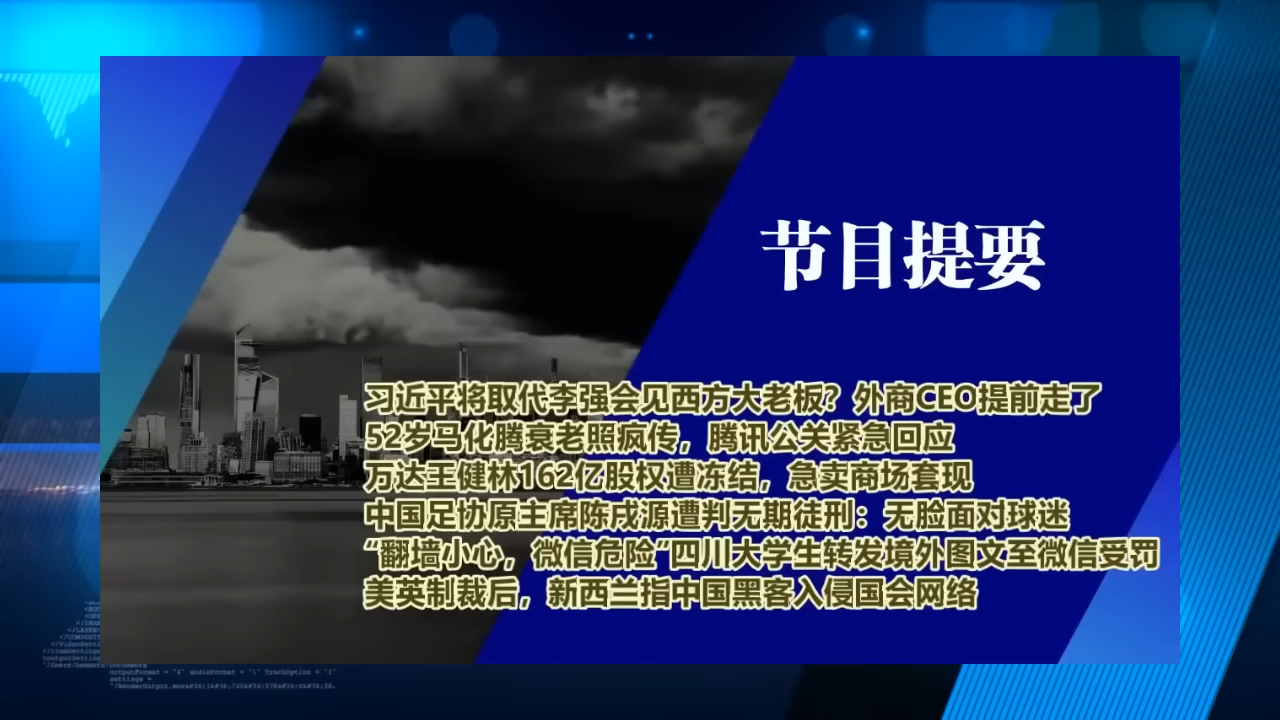 节目提要
习近平将取代李强会见西方大老板？外商CEO提前走了
52岁马化腾衰老照疯传，腾讯公关紧急回应
万达王健林162亿股权遭冻结，急卖商场套现
中国足协原主席陈戌源遭判无期徒刑：无脸面对球迷
“翻墙小心，微信危险”四川大学生转发境外图文至微信受罚
美英制裁后，新西兰指中国黑客入侵国会网络